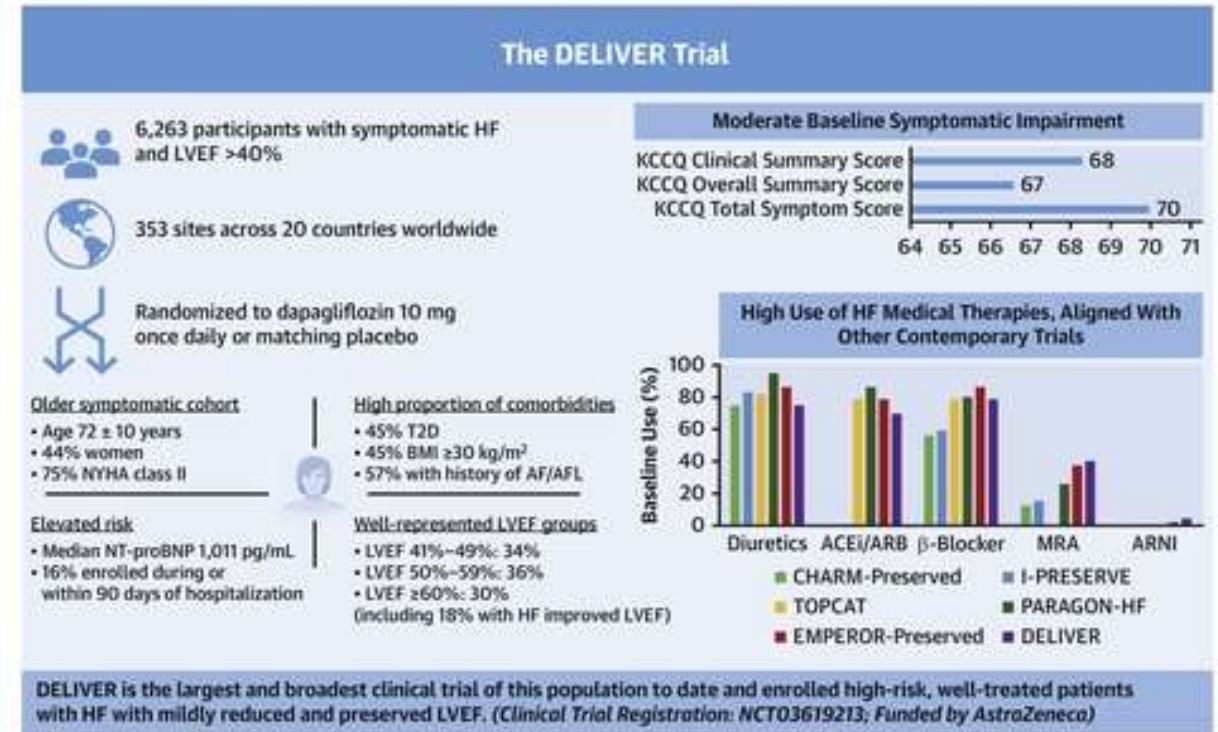 The DELIVER Trial
6,263 participants with symptomatic HF
and LVEF >40%
353 sites across 20 countries worldwide
Randomized to dapagliflozin 10 mg
once daily or matching placebo
Older symptomatic cohort
• Age 72 ± 10 years
• 44% women
• 75% NYHA class II
High proportion of comorbidities
• 45% T2D
• 45% BMI ≥30 kg/m²
• 57% with history of AF/AFL
Elevated risk
• Median NT-proBNP 1,011 pg/mL
• 16% enrolled during or
within 90 days of hospitalization
Well-represented LVEF groups
• LVEF 41%–49%: 34%
• LVEF 50%–59%: 36%
• LVEF ≥60%: 30%
(including 18% with HF improved LVEF)
Moderate Baseline Symptomatic Impairment
KCCQ Clinical Summary Score 68
KCCQ Overall Summary Score 67
KCCQ Total Symptom Score 70
64 65 66 67 68 69 70 71
High Use of HF Medical Therapies, Aligned With
Other Contemporary Trials
Baseline Use (%)
100
80
60
40
20
0
Diuretics ACEi/ARB β-Blocker MRA ARNI
CHARM-Preserved I-PRESERVE
TOPCAT PARAGON-HF
EMPEROR-Preserved DELIVER
DELIVER is the largest and broadest clinical trial of this population to date and enrolled high-risk, well-treated patients
with HF with mildly reduced and preserved LVEF. (Clinical Trial Registration: NCT03619213; Funded by AstraZeneca)